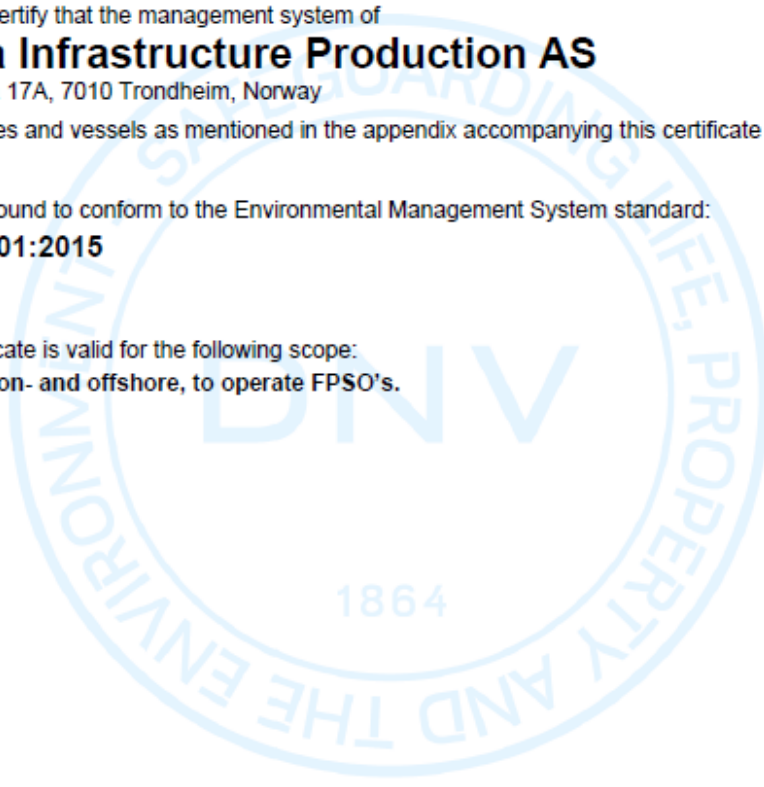 ertify that the management system of
a Infrastructure Production AS
17A, 7010 Trondheim, Norway
es and vessels as mentioned in the appendix accompanying this certificate
ound to conform to the Environmental Management System standard:
01:2015
cate is valid for the following scope:
on- and offshore, to operate FPSO's.
SAFEGUARDING LIFE, PROPERTY AND THE ENVIRONMENT
DNV
1864